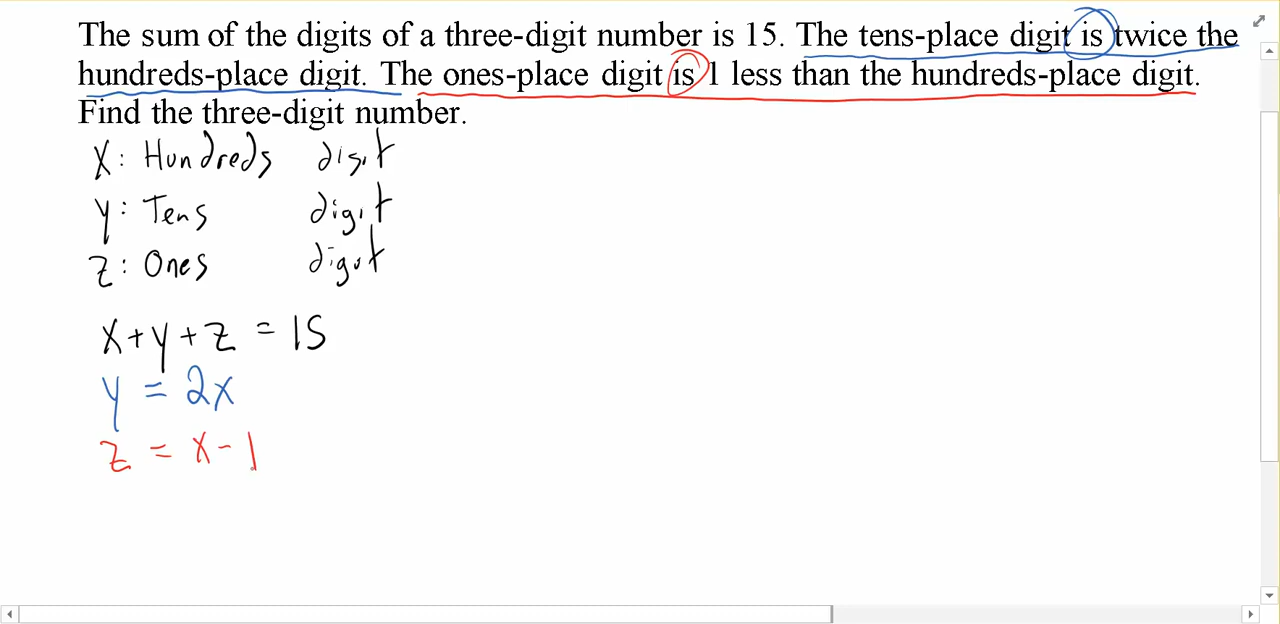 The sum of the digits of a three-digit number is 15. The tens-place digit is twice the
hundreds-place digit. The ones-place digit is 1 less than the hundreds-place digit.
Find the three-digit number.
X: Hundreds digit
y: Tens digit
z: Ones digit
x+y+z = 15
y = 2x
z = x-1